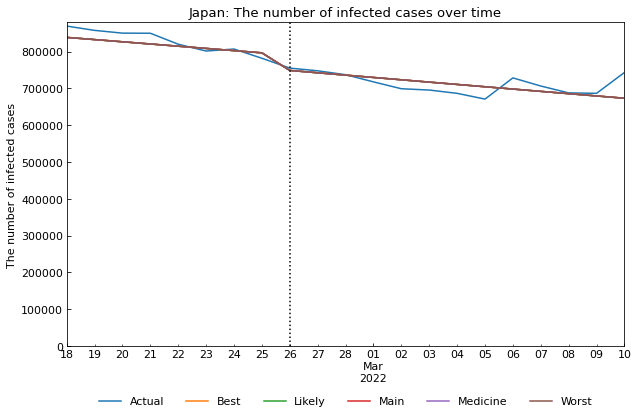 Japan: The number of infected cases over time
The number of infected cases
800000
700000
600000
500000
400000
300000
200000
100000
0
18 19 20 21 22 23 24 25 26 27 28 01 02 03 04 05 06 07 08 09 10
Mar
2022
Actual Best Likely Main Medicine Worst